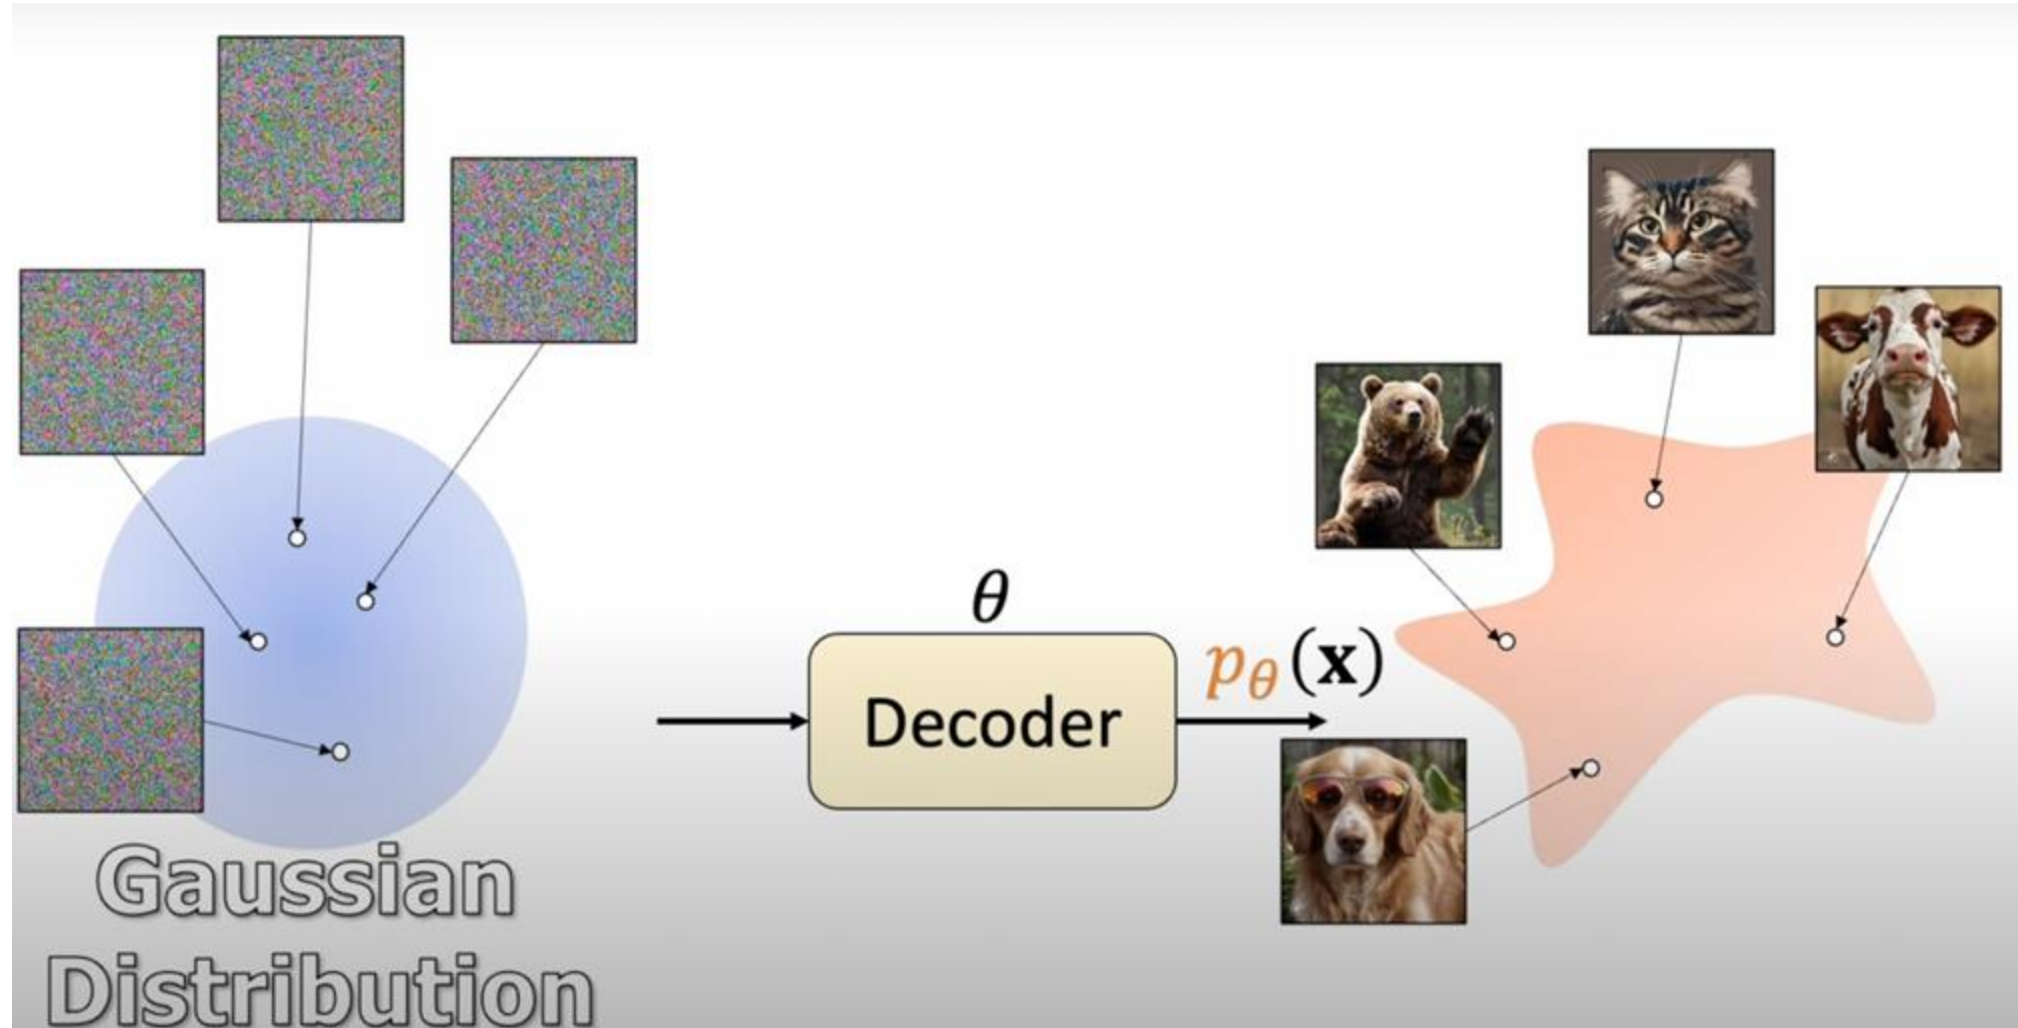 θ
Decoder
pθ(x)
Gaussian
Distribution